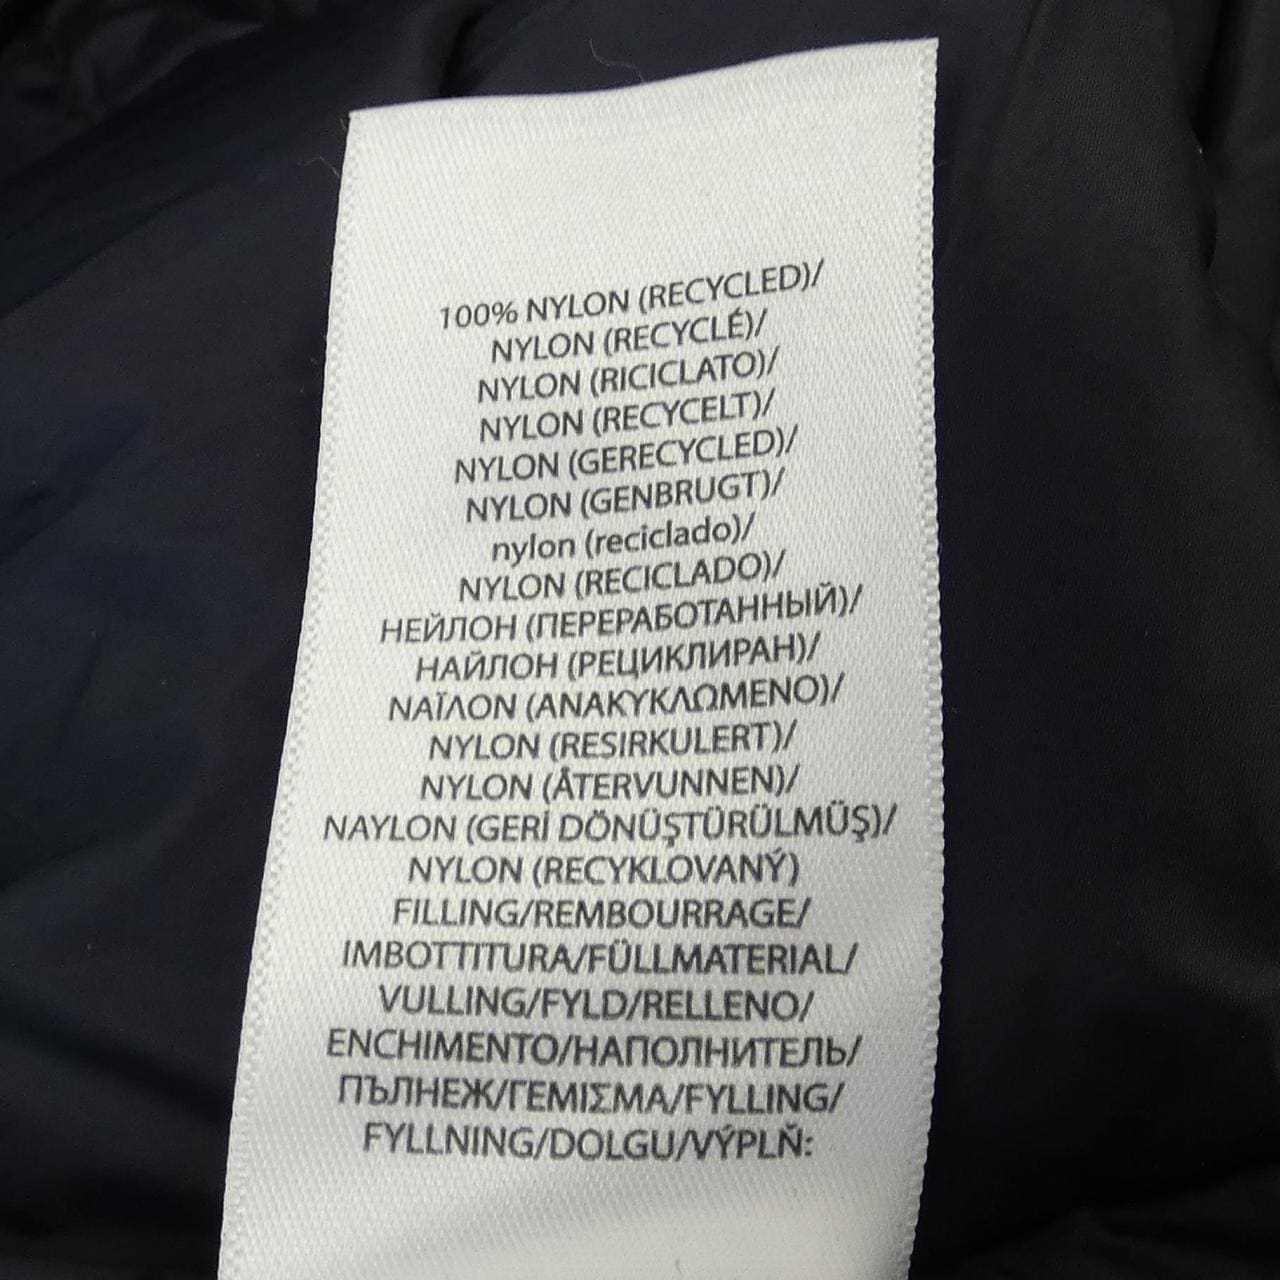 100% NYLON (RECYCLED)/
NYLON (RECYCLÉ)/
NYLON (RICICLATO)/
NYLON (RECYCELT)/
NYLON (GERECYCLED)/
NYLON (GENBRUGT)/
nylon (reciclado)/
NYLON (RECICLADO)/
НЕЙЛОН (ПЕРЕРАБОТАННЫЙ)/
НАЙЛОН (РЕЦИКЛИРАН)/
ΝΑΪΛΟΝ (ΑΝΑΚΥΚΛΩΜΕΝΟ)/
NYLON (RESIRKULERT)/
NYLON (ÅTERVUNNEN)/
NAYLON (GERİ DÖNÜŞTÜRÜLMÜŞ)/
NYLON (RECYKLOVANÝ)
FILLING/REMBOURRAGE/
IMBOTTITURA/FÜLLMATERIAL/
VULLING/FYLD/RELLENO/
ENCHIMENTO/НАПОЛНИТЕЛЬ/
ПЪЛНЕЖ/ΓΕΜΙΣΜΑ/FYLLING/
FYLLNING/DOLGU/VÝPLŇ: